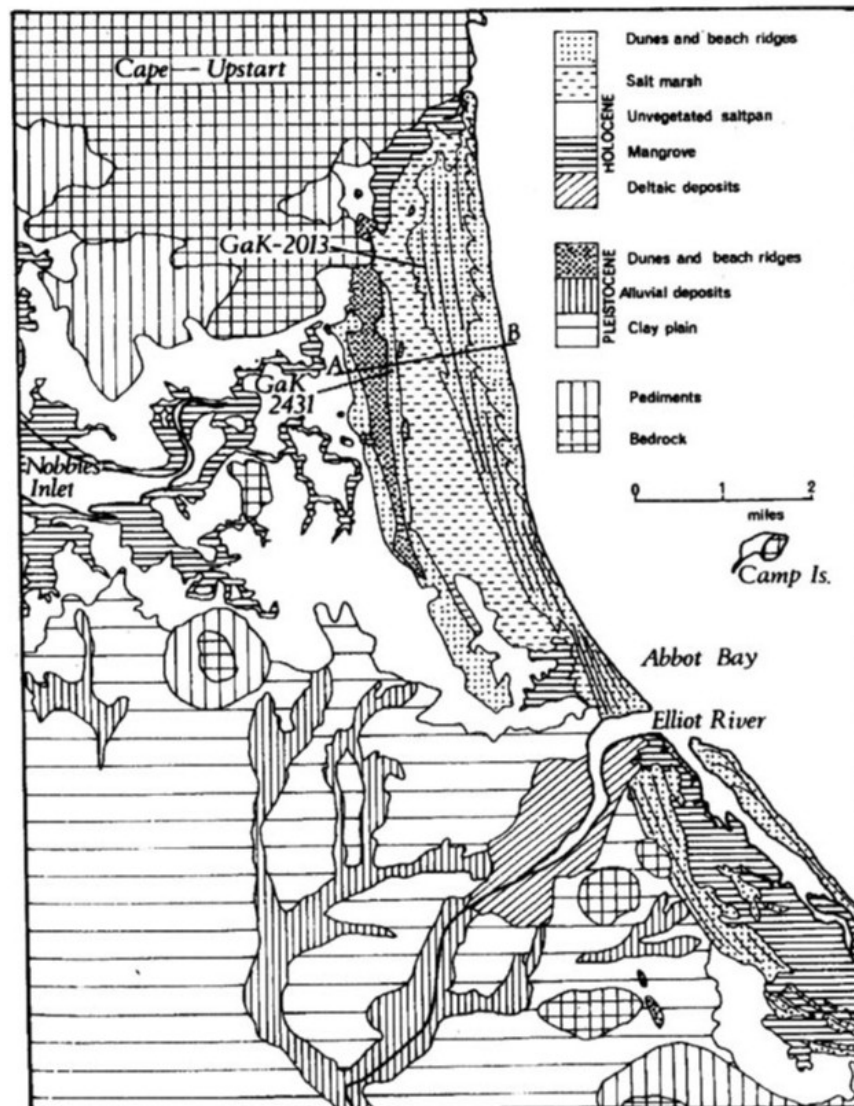 Cape — Upstart
GaK-2013
A
B
GaK
2431
Nobbies
Inlet
Dunes and beach ridges
Salt marsh
Unvegetated saltpan
Mangrove
Deltaic deposits
HOLOCENE
Dunes and beach ridges
Alluvial deposits
Clay plain
PLEISTOCENE
Pediments
Bedrock
0 1 2
miles
Camp Is.
Abbot Bay
Elliot River